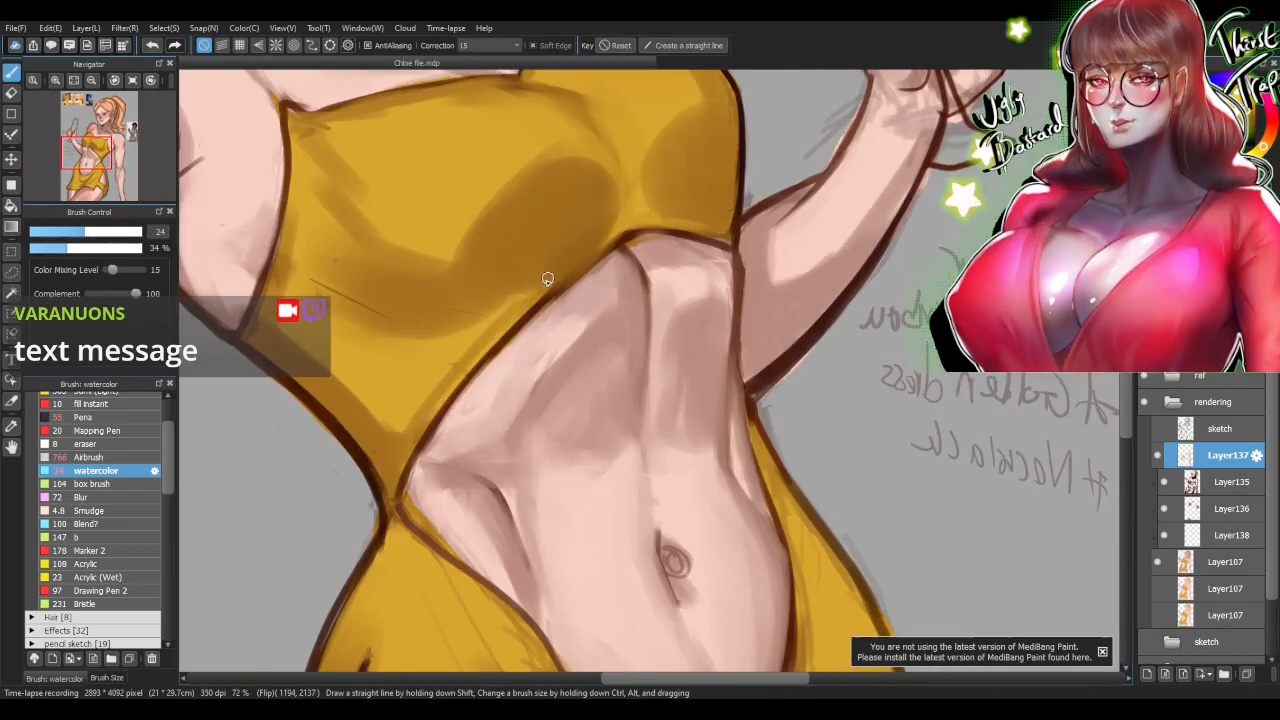 File(F) Edit(E) Layer(L) Filter(R) Select(S) Snap(N) Color(C) View(V) Tool(T) Window(W) Cloud Time-lapse Help
AntiAliasing Correction 15 Soft Edge Key Reset Create a straight line
Navigator
Chloe file.mdp
Thirst
Trap
Ugly
Bastard
Brush Control
24
34 %
Color Mixing Level 15
Complement 100
VARANUONS
text message
Brush: watercolor
10 fill instant
55 Pena
20 Mapping Pen
8 eraser
766 Airbrush
24 watercolor
104 box brush
72 Blur
4.8 Smudge
100 Blend?
147 b
178 Marker 2
108 Acrylic
23 Acrylic (Wet)
97 Drawing Pen 2
231 Bristle
Hair [8]
Effects [32]
pencil sketch [19]
Brush: watercolor Brush Size
ref
rendering
sketch
Layer137
Layer135
Layer136
Layer138
Layer107
Layer107
Layer107
sketch
You are not using the latest version of MediBang Paint.
Please install the latest version of MediBang Paint found here.
Time-lapse recording 2893 * 4092 pixel (21 * 29.7cm) 350 dpi 72 % (Flip) ( 1194, 2137 ) Draw a straight line by holding down Shift, Change a brush size by holding down Ctrl, Alt, and dragging